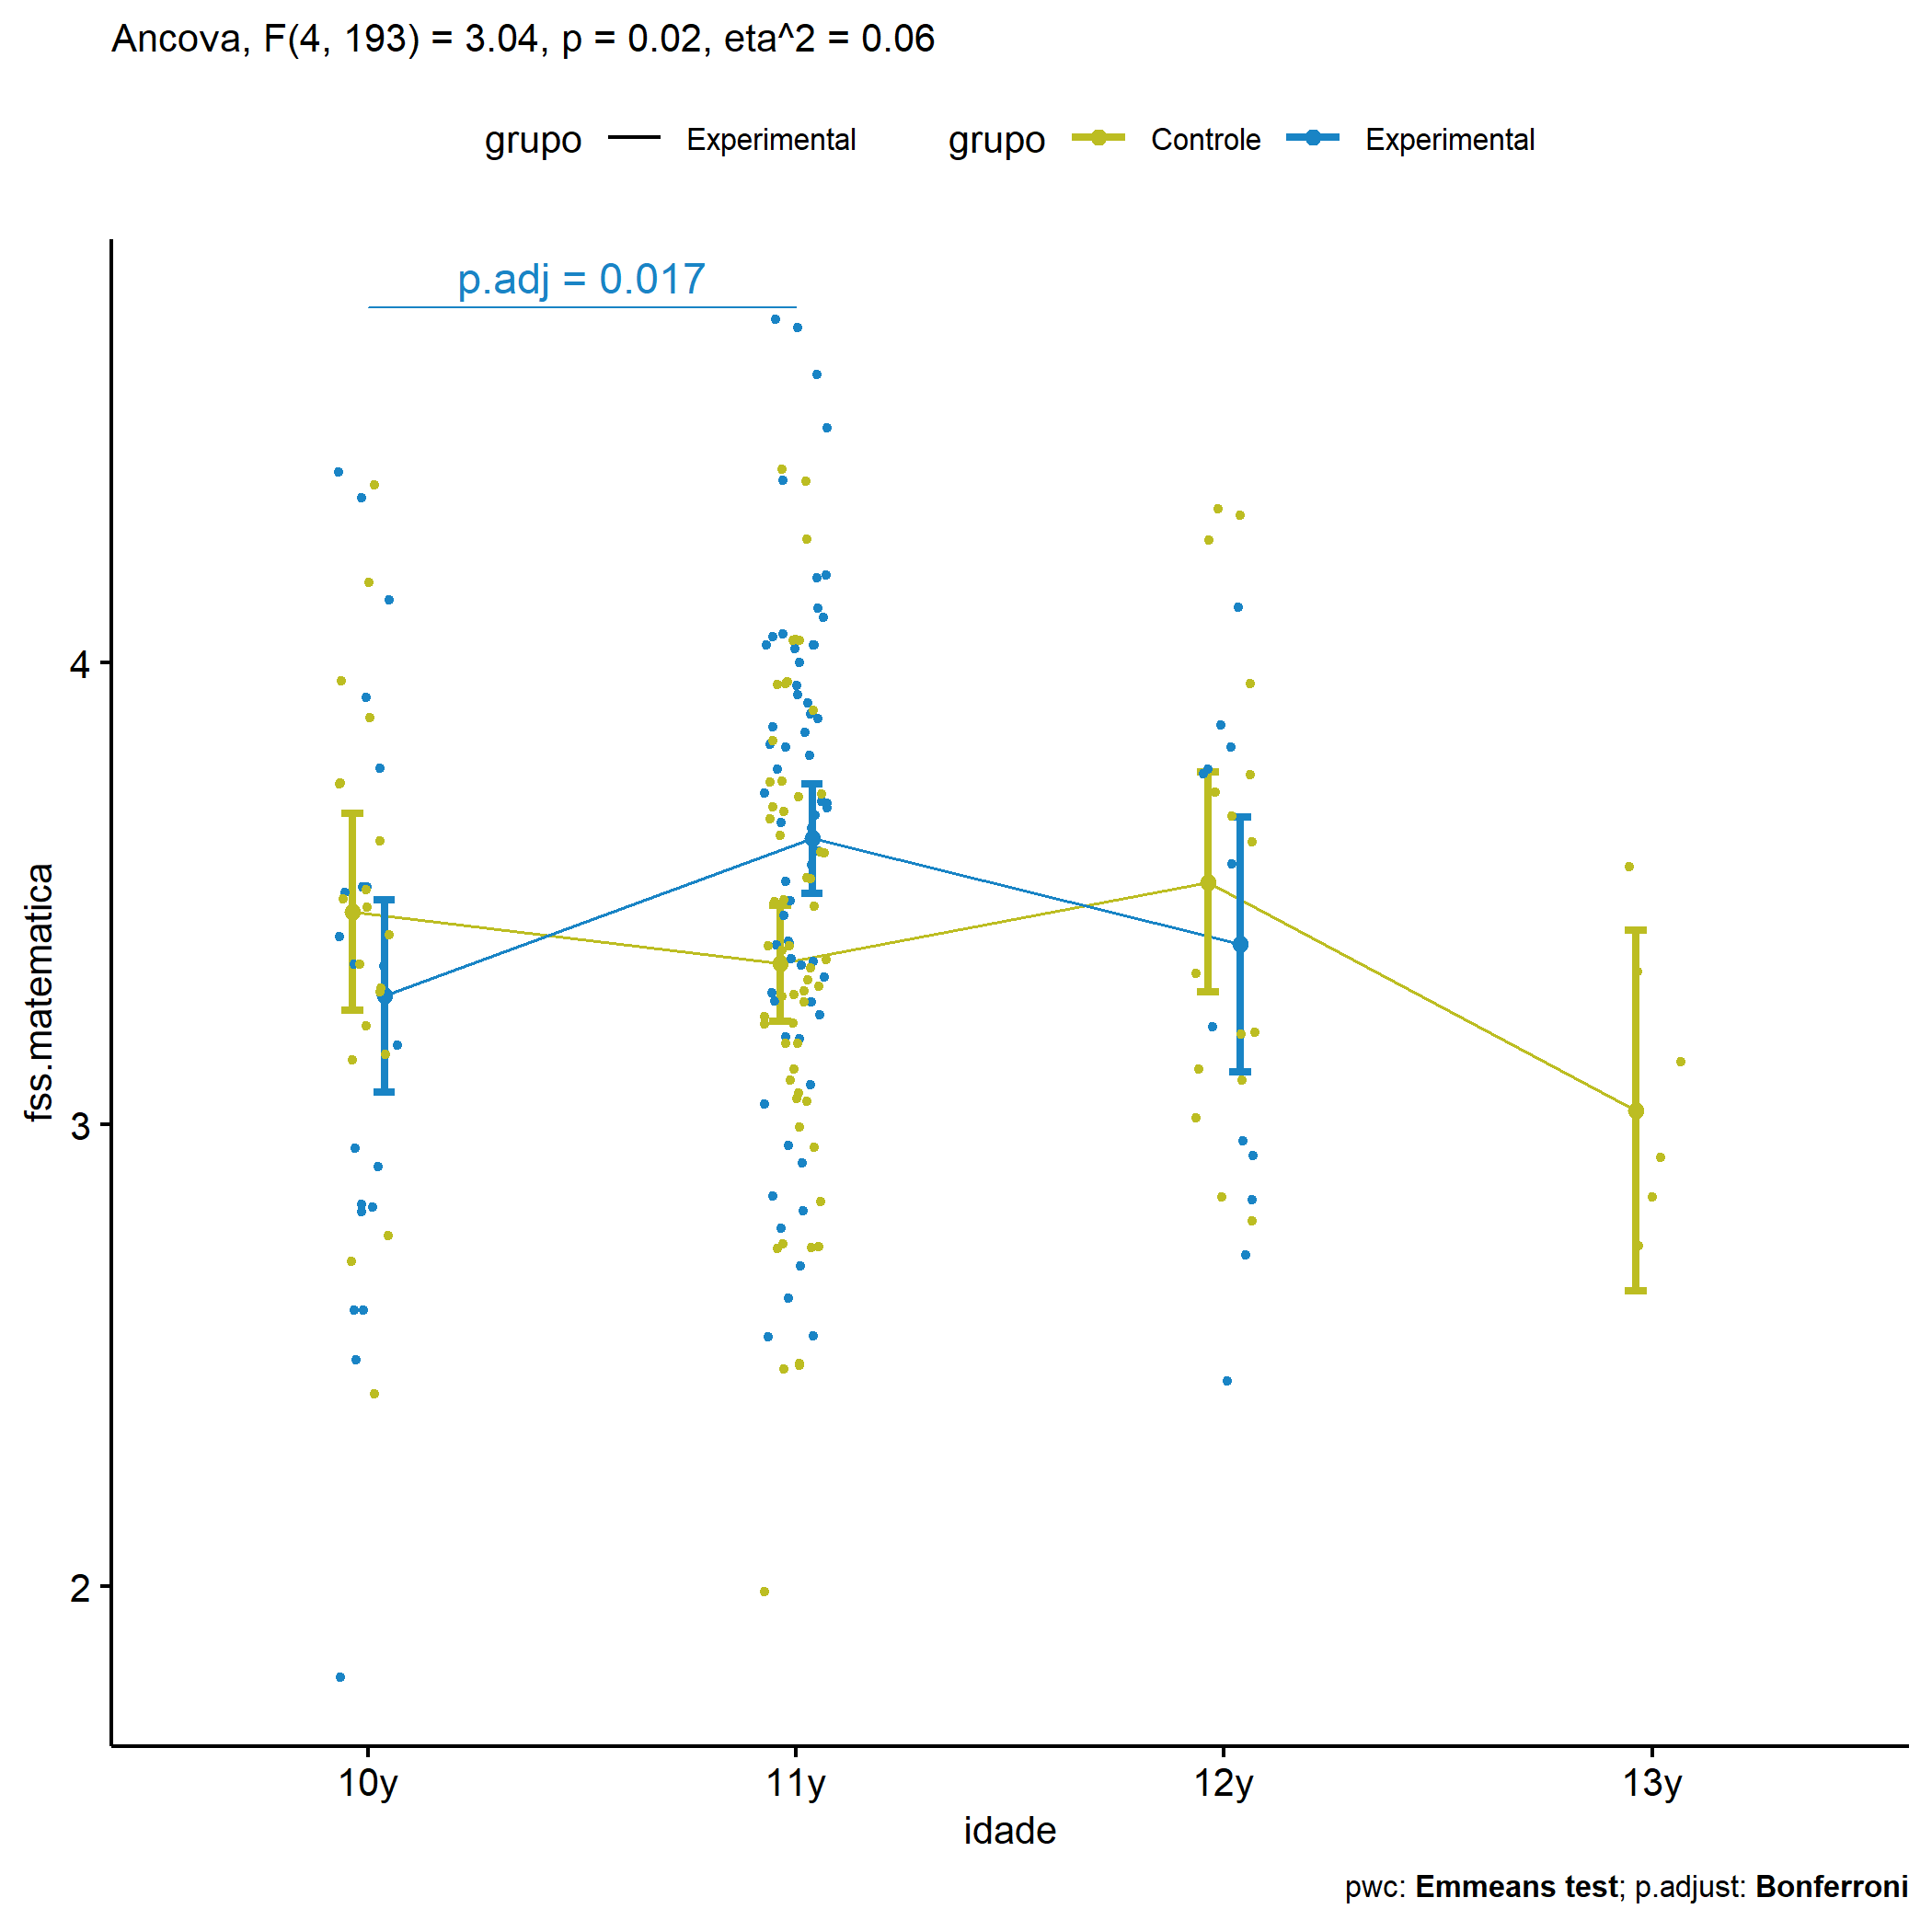 Ancova, F(4, 193) = 3.04, p = 0.02, eta^2 = 0.06
grupo Experimental grupo Controle Experimental
p.adj = 0.017
4
3
2
fss.matematica
10y 11y 12y 13y
idade
pwc: Emmeans test; p.adjust: Bonferroni